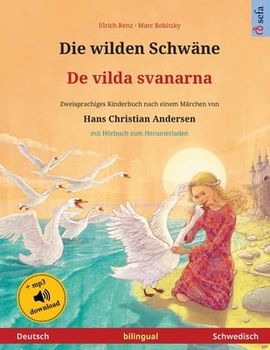 Ulrich Renz · Marc Robitzky
sefa
Die wilden Schwäne
De vilda svanarna
Zweisprachiges Kinderbuch nach einem Märchen von
Hans Christian Andersen
mit Hörbuch zum Herunterladen
+ mp3
download
Deutsch bilingual Schwedisch